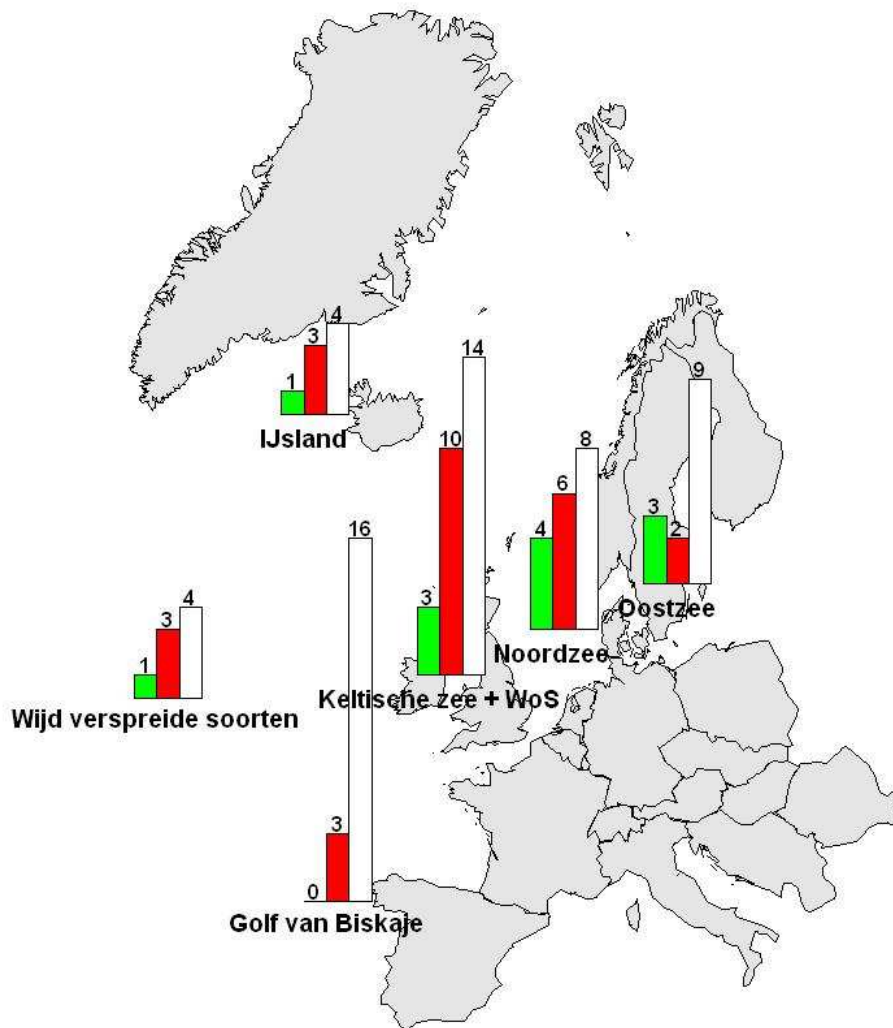 1 3 4
IJsland
3 10 14
4 6 8
3 2 9
Oostzee
Noordzee
1 3 4
Keltische zee + WoS
Wijd verspreide soorten
0 3 16
Golf van Biskaje